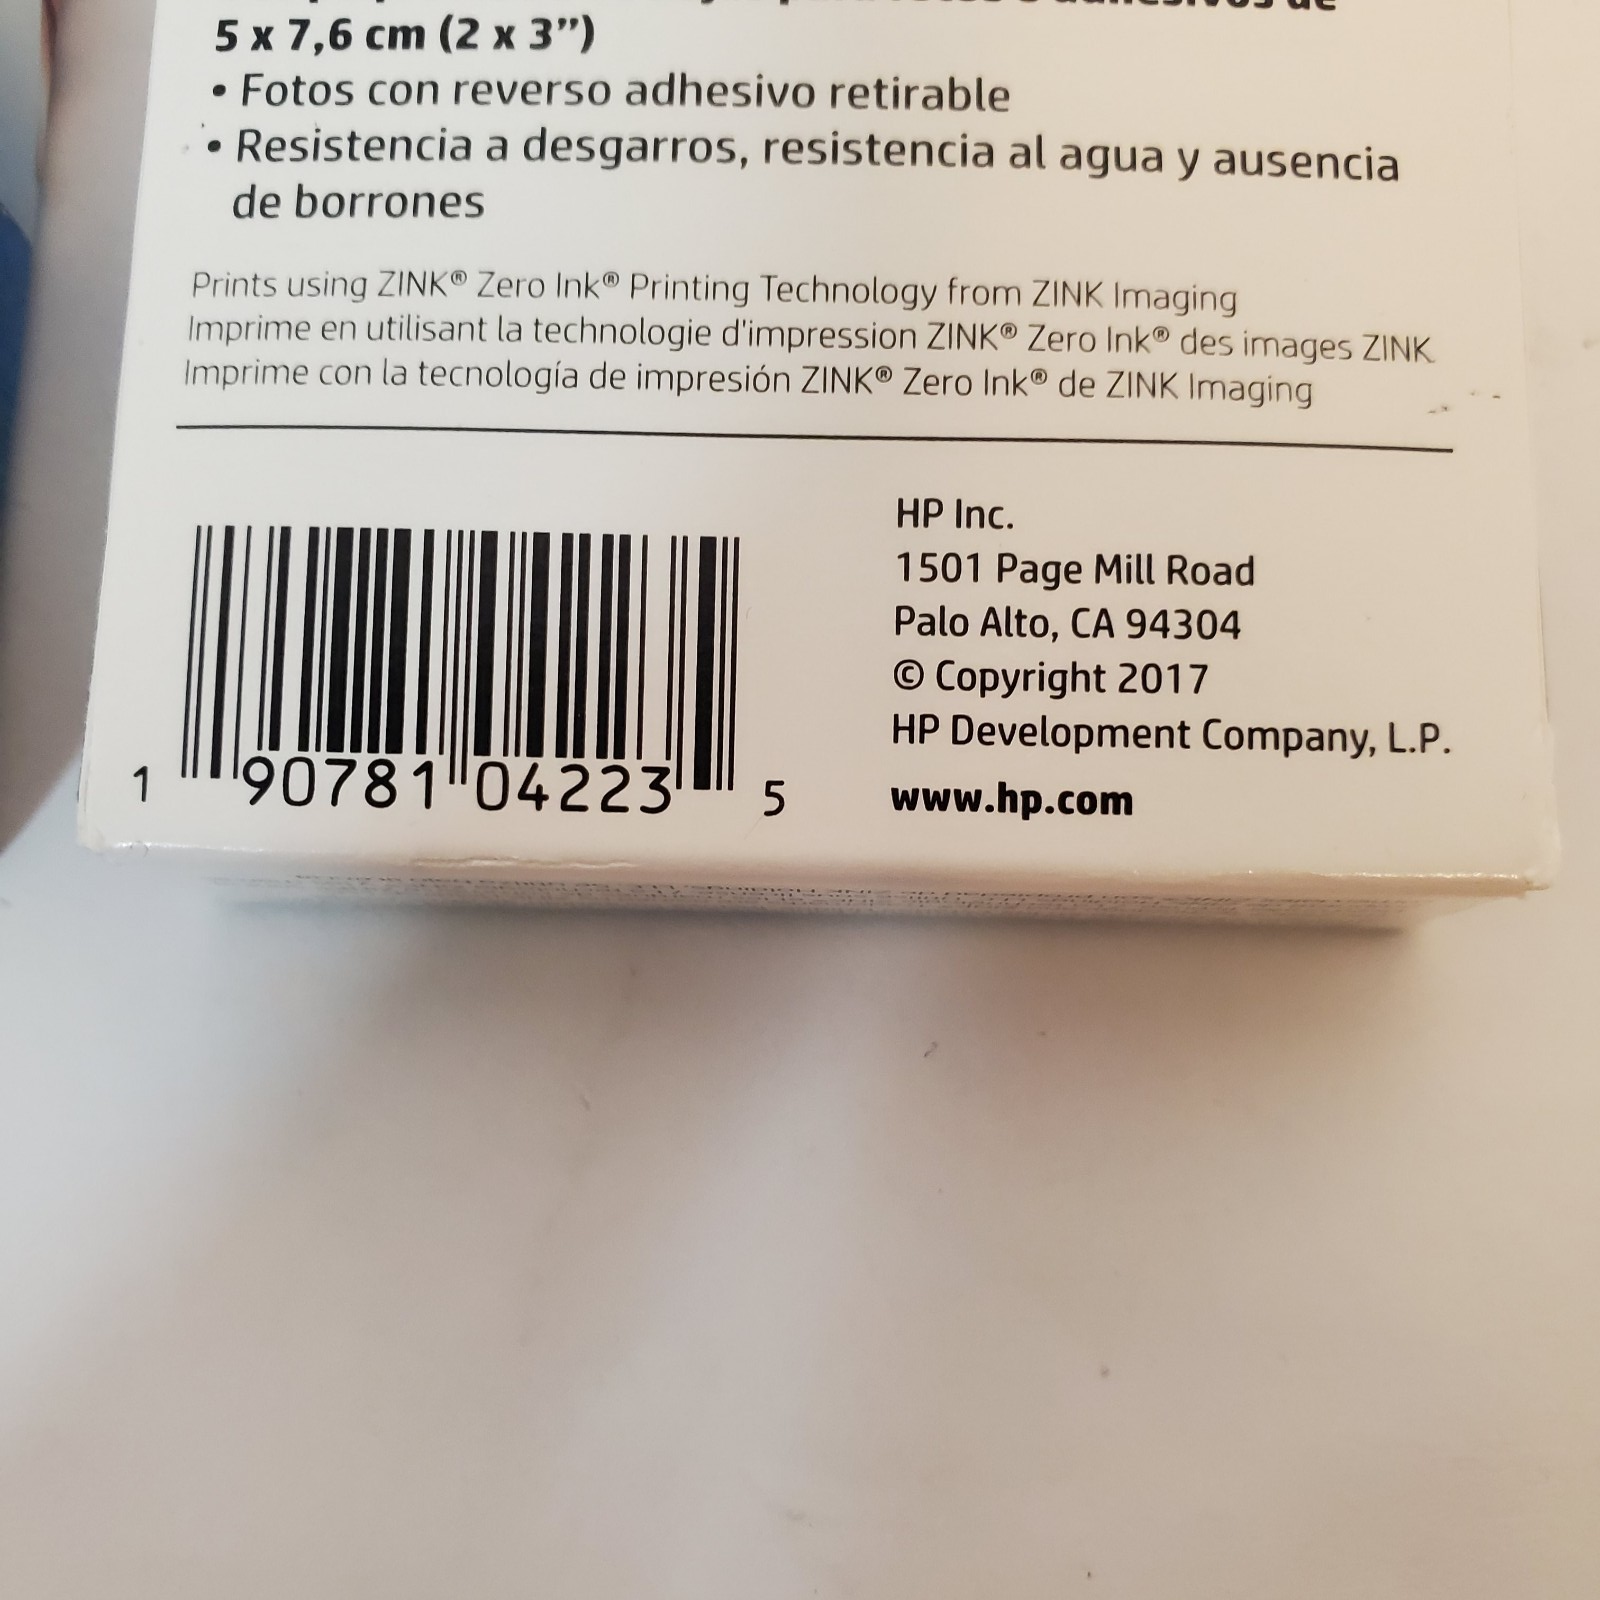 5 x 7,6 cm (2 x 3”)
• Fotos con reverso adhesivo retirable
• Resistencia a desgarros, resistencia al agua y ausencia
de borrones
Prints using ZINK® Zero Ink® Printing Technology from ZINK Imaging
Imprime en utilisant la technologie d'impression ZINK® Zero Ink® des images ZINK
Imprime con la tecnología de impresión ZINK® Zero Ink® de ZINK Imaging
HP Inc.
1501 Page Mill Road
Palo Alto, CA 94304
© Copyright 2017
HP Development Company, L.P.
www.hp.com
1 90781 04223 5